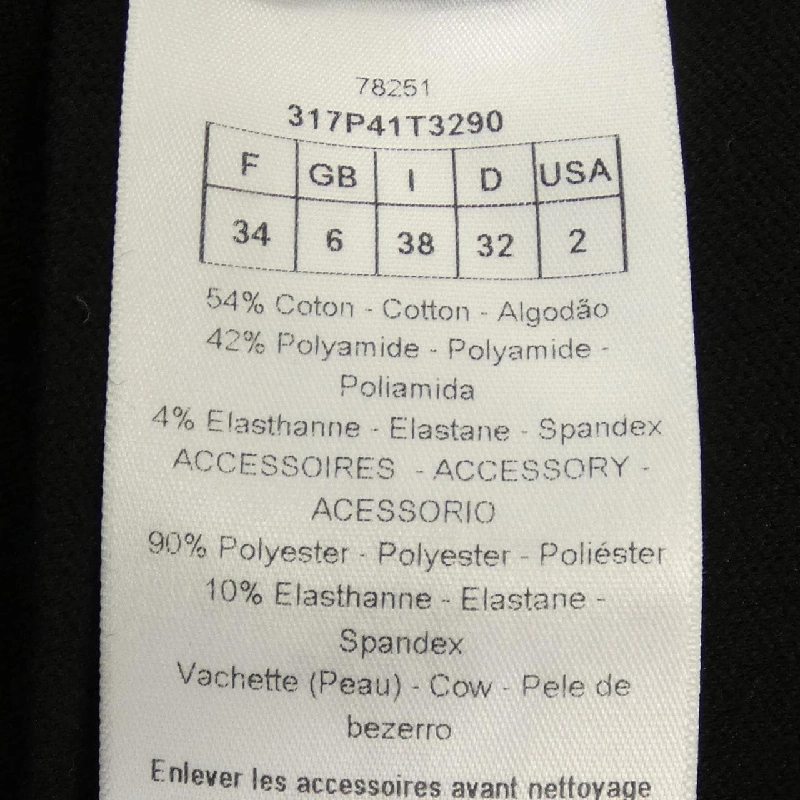 78251
317P41T3290
F GB I D USA
34 6 38 32 2
54% Coton - Cotton - Algodão
42% Polyamide - Polyamide -
Poliamida
4% Elasthanne - Elastane - Spandex
ACCESSOIRES - ACCESSORY -
ACESSORIO
90% Polyester - Polyester - Poliéster
10% Elasthanne - Elastane -
Spandex
Vachette (Peau) - Cow - Pele de
bezerro
Enlever les accessoires avant nettoyage